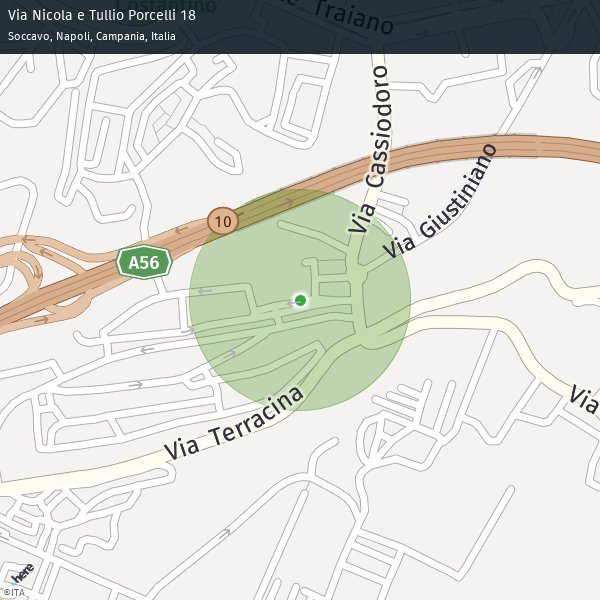 Via Nicola e Tullio Porcelli 18
Soccavo, Napoli, Campania, Italia
Costantino
Traiano
Via Cassiodoro
Via Giustiniano
10
A56
Via Terracina
Via
here
©ITA